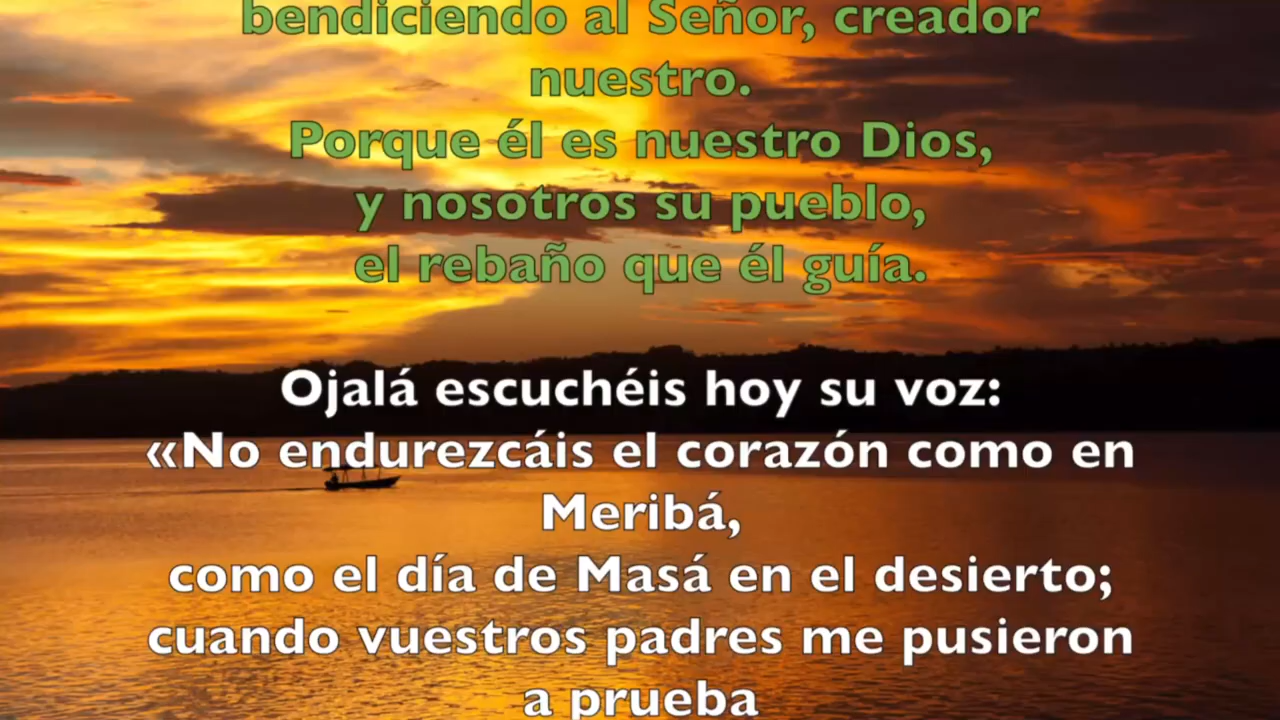 bendiciendo al Señor, creador
nuestro.
Porque él es nuestro Dios,
y nosotros su pueblo,
el rebaño que él guía.
Ojalá escuchéis hoy su voz:
«No endurezcáis el corazón como en
Meribá,
como el día de Masá en el desierto;
cuando vuestros padres me pusieron
a prueba